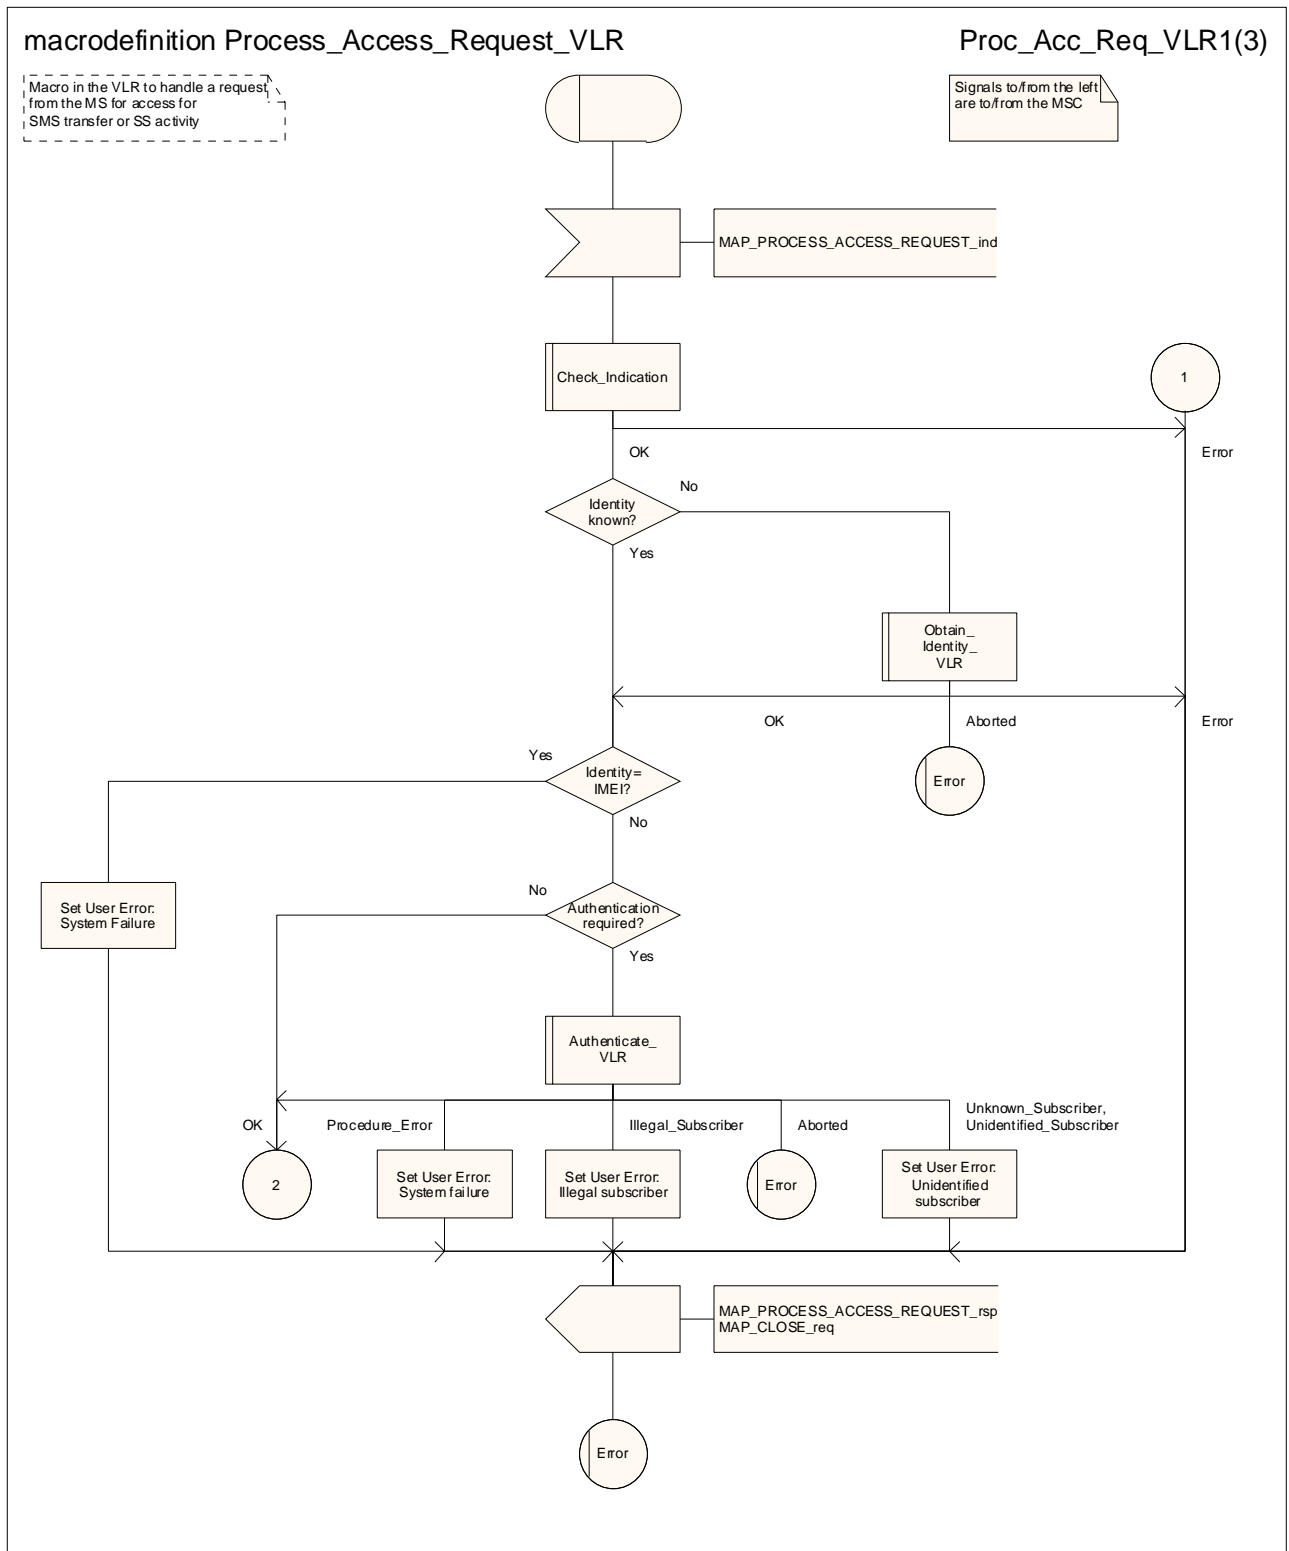 macrodefinition Process_Access_Request_VLR
Proc_Acc_Req_VLR1(3)
Macro in the VLR to handle a request
from the MS for access for
SMS transfer or SS activity
Signals to/from the left
are to/from the MSC
MAP_PROCESS_ACCESS_REQUEST_ind
Check_Indication
1
OK
Error
No
Identity
known?
Yes
Obtain_
Identity_
VLR
OK
Aborted
Error
Yes
Identity=
IMEI?
Error
No
No
Set User Error:
System Failure
Authentication
required?
Yes
Authenticate_
VLR
OK
Procedure_Error
Illegal_Subscriber
Aborted
Unknown_Subscriber,
Unidentified_Subscriber
2
Set User Error:
System failure
Set User Error:
Illegal subscriber
Error
Set User Error:
Unidentified
subscriber
MAP_PROCESS_ACCESS_REQUEST_rsp
MAP_CLOSE_req
Error